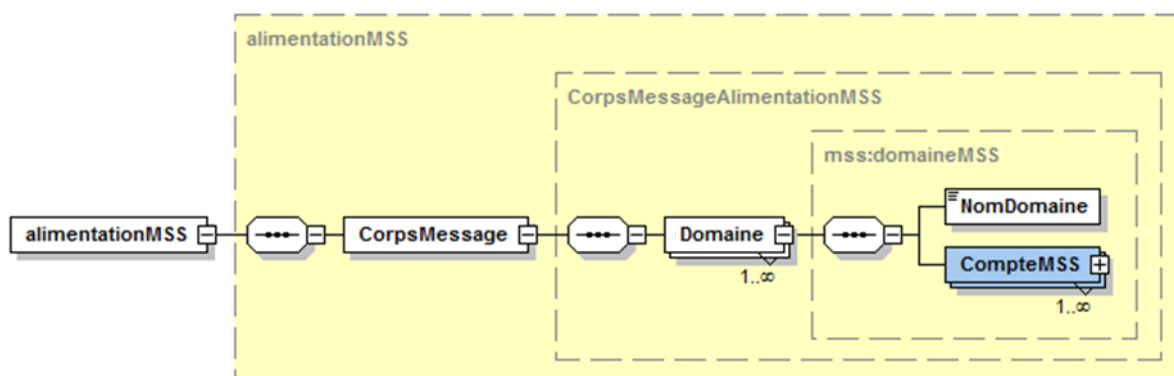 alimentationMSS
CorpsMessageAlimentationMSS
mss:domaineMSS
NomDomaine
alimentationMSS
CorpsMessage
Domaine
1..∞
CompteMSS
1..∞